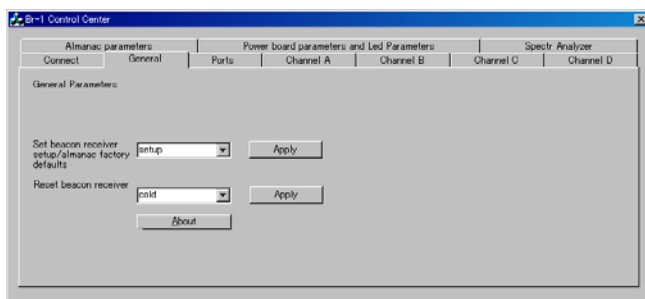 Br-1 Control Center
Almanac parameters
Power board parameters and Led Parameters
Spectr Analyzer
Connect
General
Ports
Channel A
Channel B
Channel C
Channel D
General Parameters
Set beacon receiver
setup/almanac factory
defaults
setup
Apply
Reset beacon receiver
cold
Apply
About